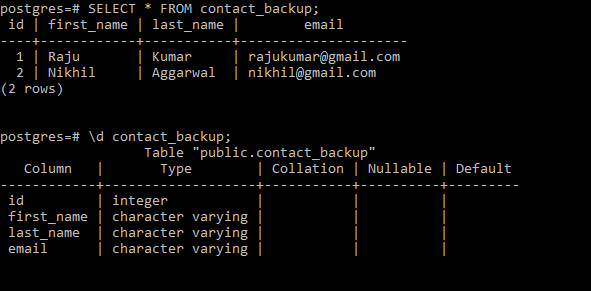 postgres=# SELECT * FROM contact_backup;
 id | first_name | last_name |        email
----+------------+-----------+---------------------
  1 | Raju       | Kumar     | rajukumar@gmail.com
  2 | Nikhil     | Aggarwal  | nikhil@gmail.com
(2 rows)
postgres=# \d contact_backup;
                 Table "public.contact_backup"
   Column   |       Type        | Collation | Nullable | Default
------------+-------------------+-----------+----------+---------
 id         | integer           |           |          |
 first_name | character varying |           |          |
 last_name  | character varying |           |          |
 email      | character varying |           |          |